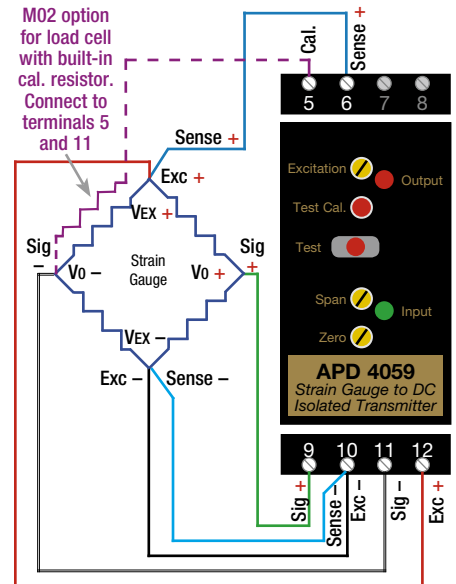 M02 option
for load cell
with built-in
cal. resistor.
Connect to
terminals 5
and 11
Cal.
Sense +
5 6 7 8
Sense +
Exc +
VEX +
Sig
–
VO –
Strain
Gauge
VO +
Sig
+
VEX –
Exc –
Sense –
Excitation
Output
Test Cal.
Test
Span
Input
Zero
APD 4059
Strain Gauge to DC
Isolated Transmitter
9 10 11 12
Sig +
Sense –
Exc –
Sig –
Exc +